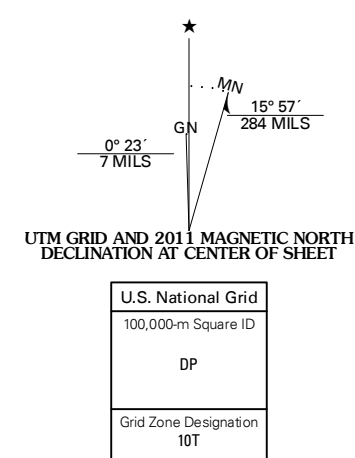 ★
MN
15° 57´
284 MILS
GN
0° 23´
7 MILS
UTM GRID AND 2011 MAGNETIC NORTH
DECLINATION AT CENTER OF SHEET
U.S. National Grid
100,000-m Square ID
DP
Grid Zone Designation
10T